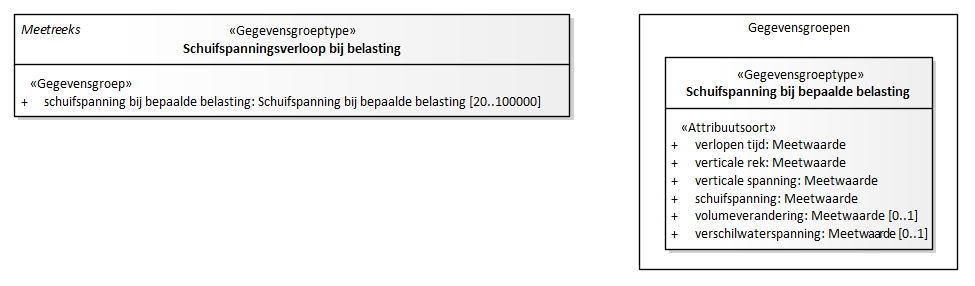 Meetreeks
«Gegevensgroeptype»
Schuifspanningsverloop bij belasting
«Gegevensgroep»
+ schuifspanning bij bepaalde belasting: Schuifspanning bij bepaalde belasting [20..100000]
Gegevensgroepen
«Gegevensgroeptype»
Schuifspanning bij bepaalde belasting
«Attribuutsoort»
+ verlopen tijd: Meetwaarde
+ verticale rek: Meetwaarde
+ verticale spanning: Meetwaarde
+ schuifspanning: Meetwaarde
+ volumeverandering: Meetwaarde [0..1]
+ verschilwaterspanning: Meetwaarde [0..1]